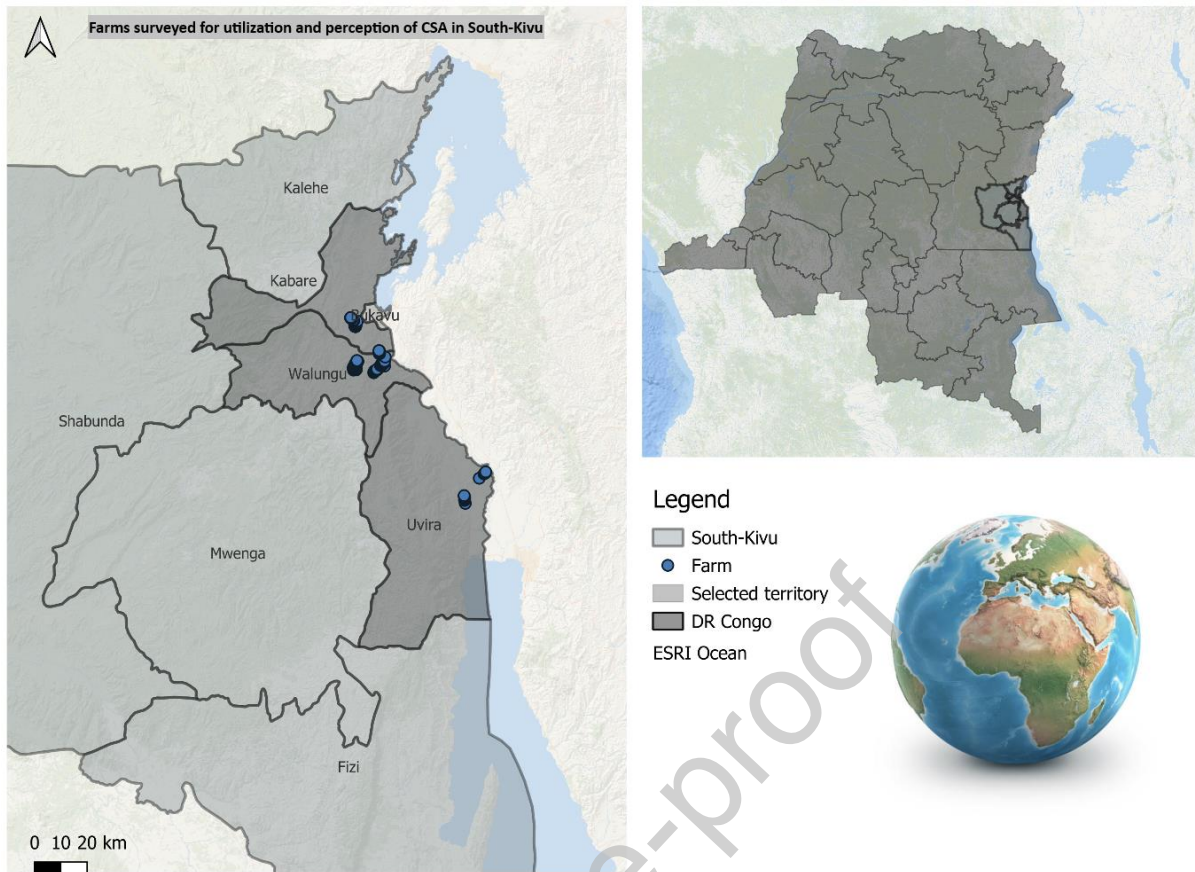 Farms surveyed for utilization and perception of CSA in South-Kivu
Kalehe
Kabare
Bukavu
Walungu
Shabunda
Uvira
Mwenga
Fizi
0 10 20 km
Legend
South-Kivu
Farm
Selected territory
DR Congo
ESRI Ocean
e-proof